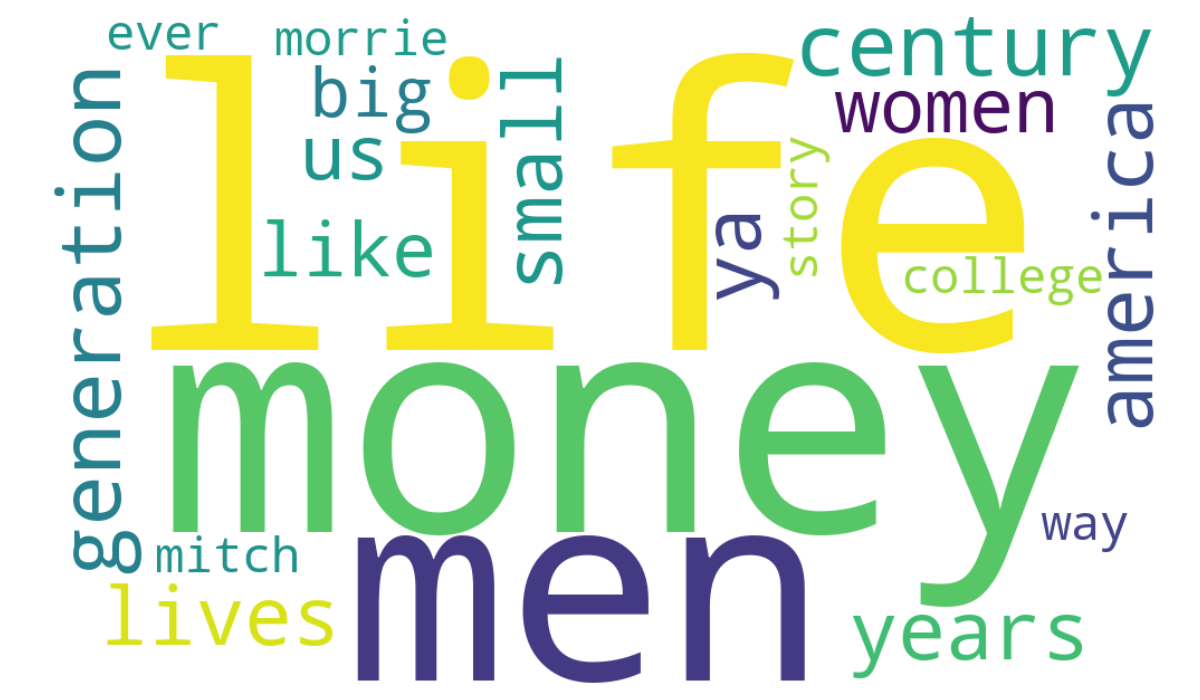 ever
morrie
century
big
women
us
small
life
generation
america
like
ya
story
college
money
men
way
mitch
lives
years